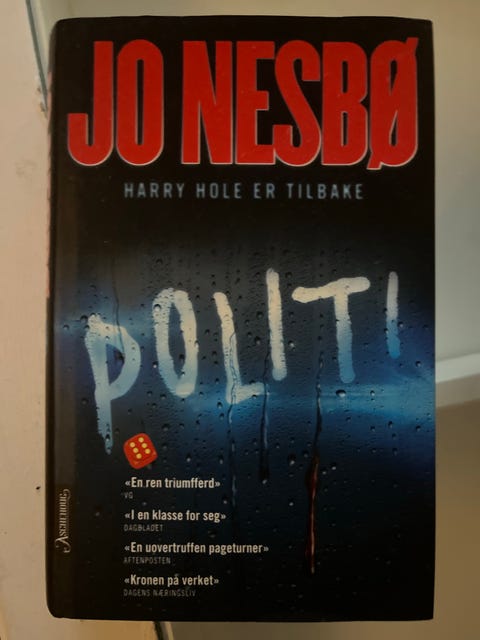 JO NESBØ
HARRY HOLE ER TILBAKE
POLITI
«En ren triumfferd»
VG
«I en klasse for seg»
DAGBLADET
«En uovertruffen pageturner»
AFTENPOSTEN
«Kronen på verket»
DAGENS NÆRINGSLIV
ASCHEHOUG